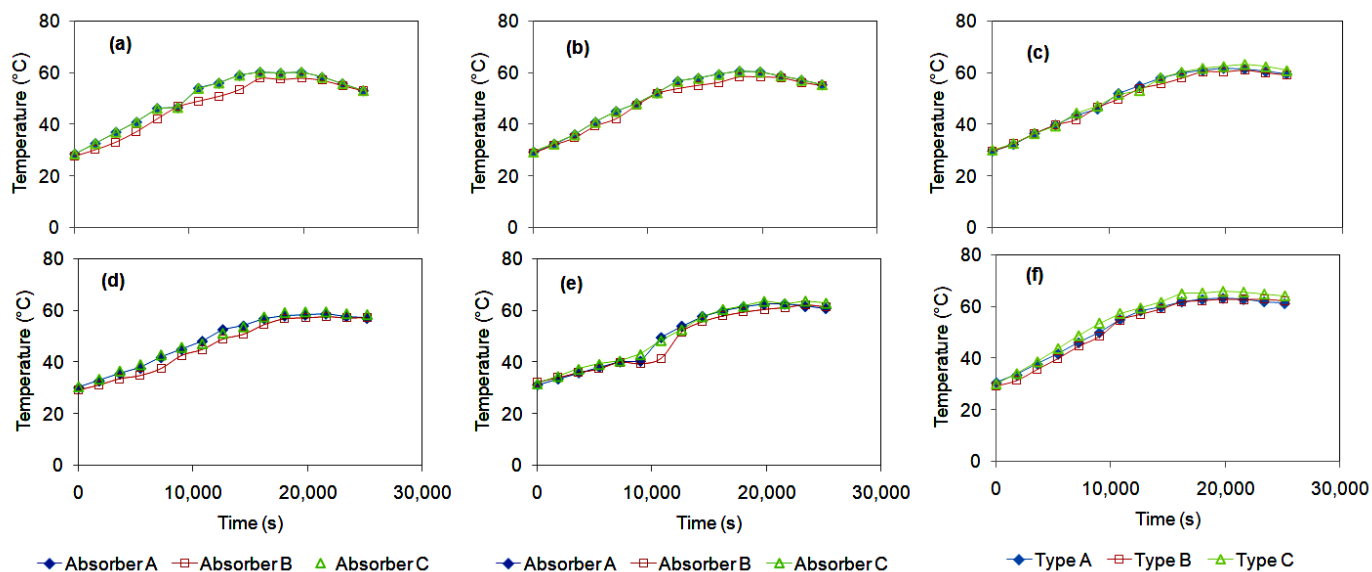 (a)
80
60
40
20
0
Temperature (°C)
(b)
80
60
40
20
0
Temperature (°C)
(c)
80
60
40
20
0
Temperature (°C)
(d)
80
60
40
20
0
Temperature (°C)
0 10,000 20,000 30,000
Time (s)
Absorber A Absorber B Absorber C
(e)
80
60
40
20
0
Temperature (°C)
0 10,000 20,000 30,000
Time (s)
Absorber A Absorber B Absorber C
(f)
80
60
40
20
0
Temperature (°C)
0 10,000 20,000 30,000
Time (s)
Type A Type B Type C